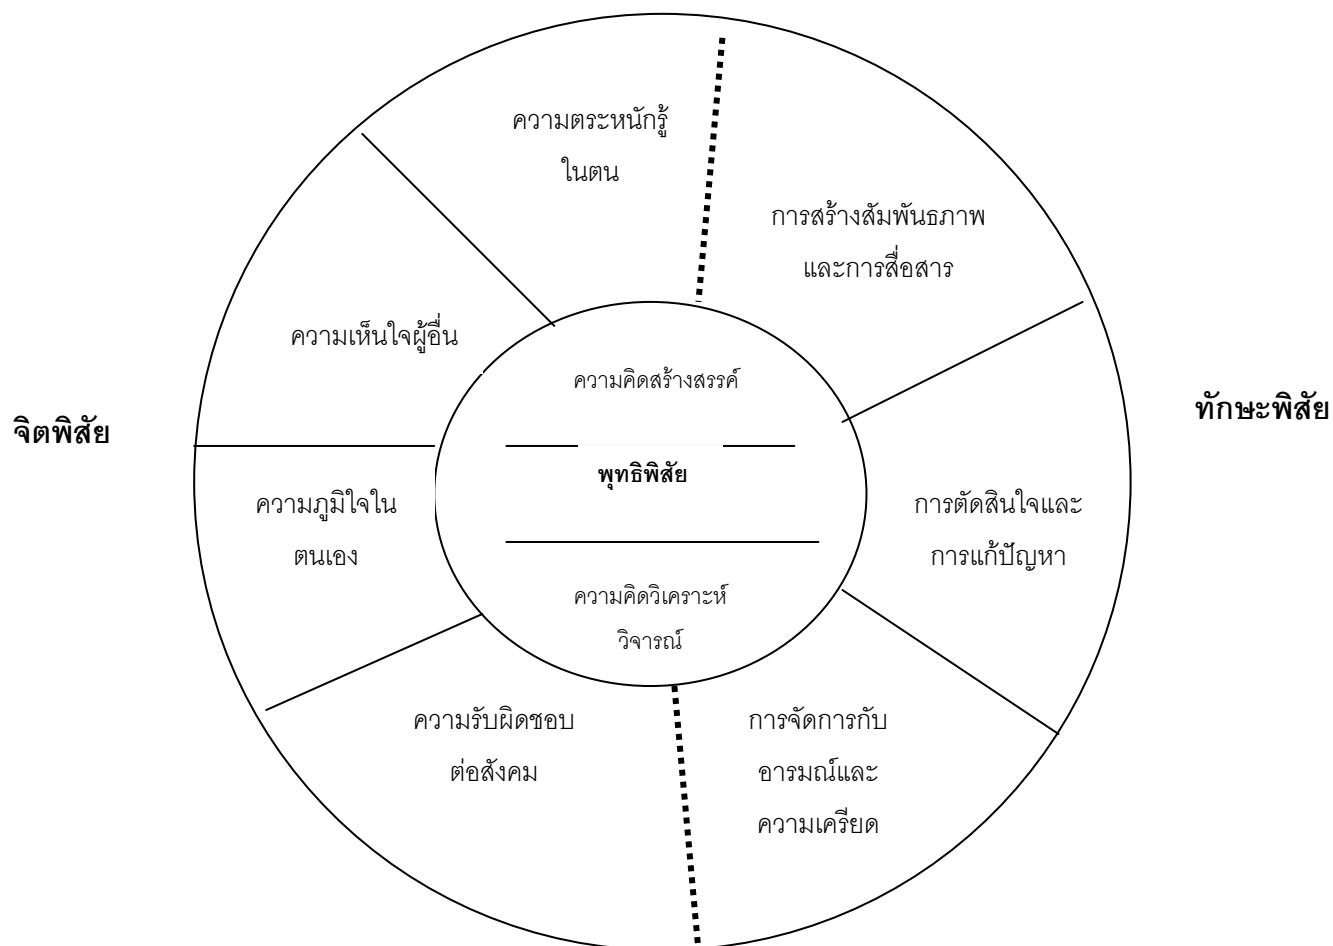 ความตระหนักรู้
ในตน
การสร้างสัมพันธภาพ
และการสื่อสาร
ความเห็นใจผู้อื่น
ความคิดสร้างสรรค์
จิตพิสัย
ทักษะพิสัย
พุทธิพิสัย
ความภูมิใจใน
ตนเอง
การตัดสินใจและ
การแก้ปัญหา
ความคิดวิเคราะห์
วิจารณ์
ความรับผิดชอบ
ต่อสังคม
การจัดการกับ
อารมณ์และ
ความเครียด